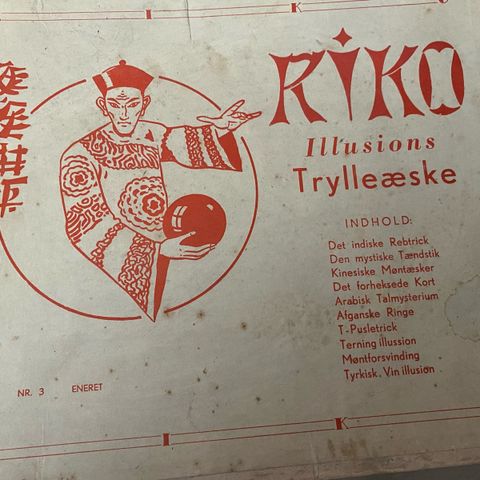 RIKO
Illusions
Trylleæske
INDHOLD:
Det indiske Rebtrick
Den mystiske Tændstik
Kinesiske Møntæsker
Det forheksede Kort
Arabisk Talmysterium
Afganske Ringe
T-Pusletrick
Terning illussion
Møntforsvinding
Tyrkisk Vin illusion
NR. 3 ENERET